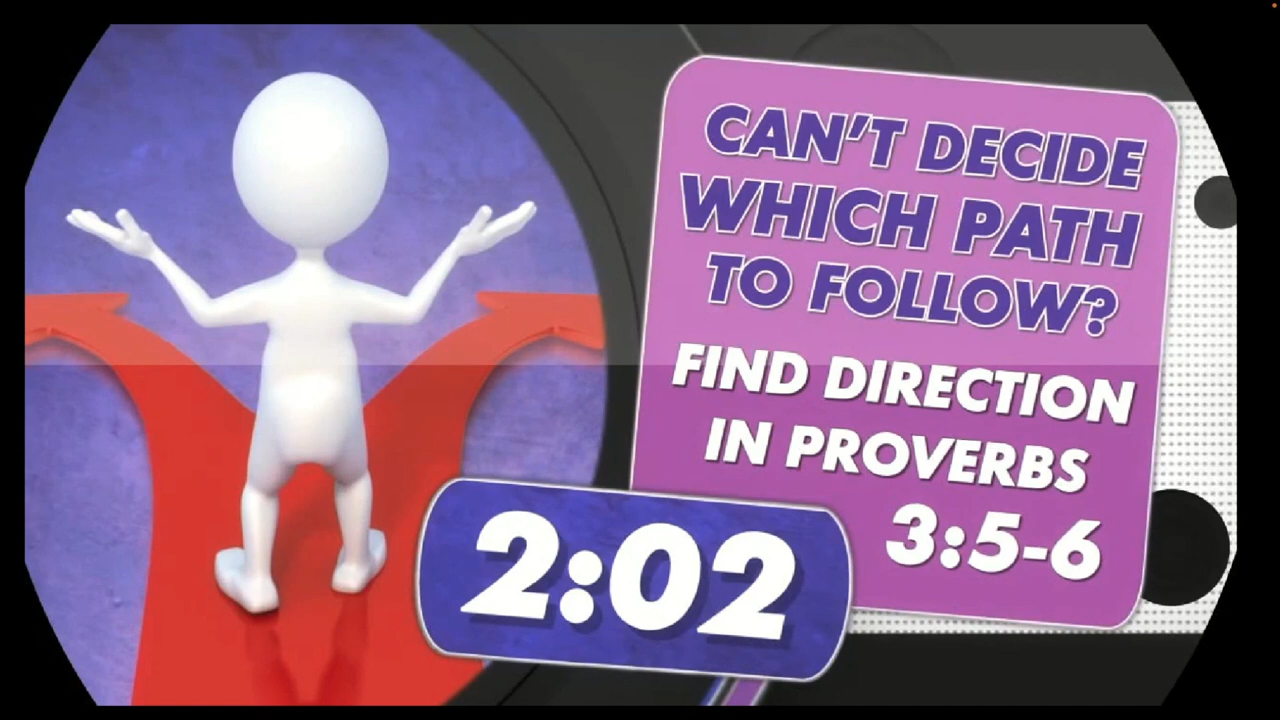 CAN'T DECIDE
WHICH PATH
TO FOLLOW?
FIND DIRECTION
IN PROVERBS
3:5-6
2:02